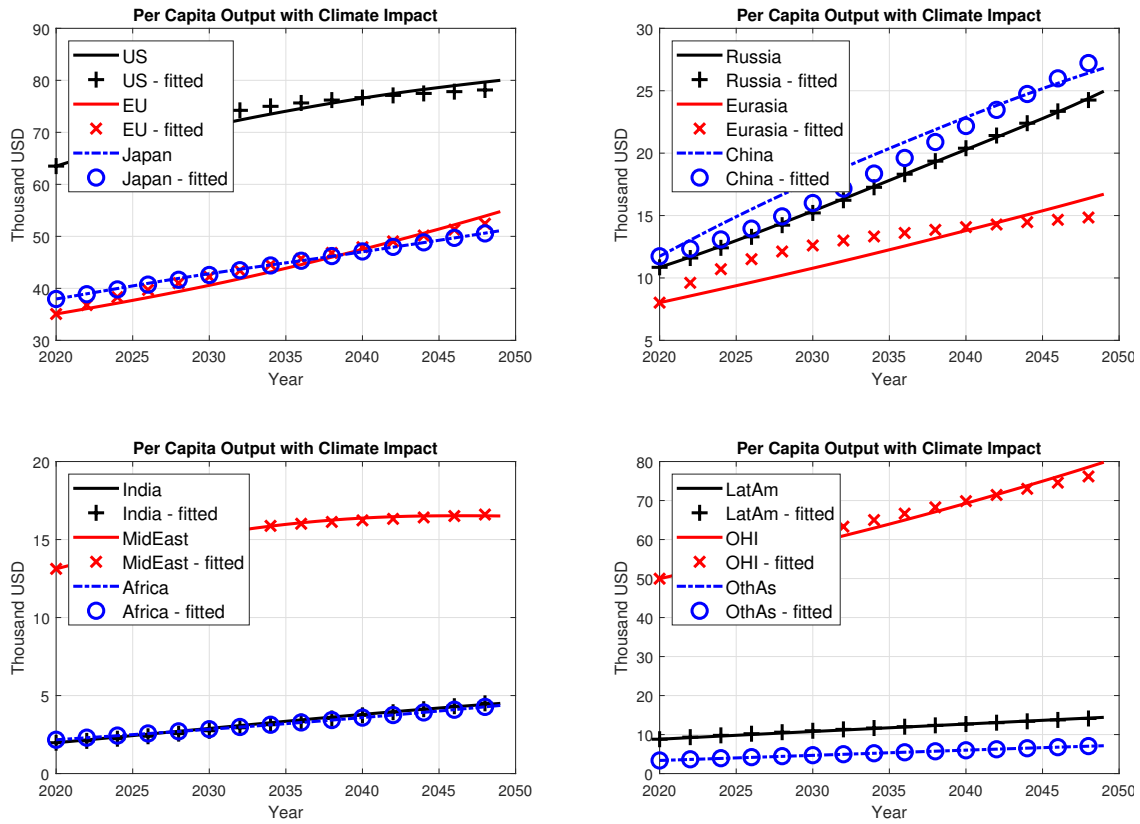 Per Capita Output with Climate Impact
90
80
70
60
50
40
30
Thousand USD
US
US - fitted
EU
EU - fitted
Japan
Japan - fitted
2020 2025 2030 2035 2040 2045 2050
Year
Per Capita Output with Climate Impact
30
25
20
15
10
5
Thousand USD
Russia
Russia - fitted
Eurasia
Eurasia - fitted
China
China - fitted
2020 2025 2030 2035 2040 2045 2050
Year
Per Capita Output with Climate Impact
20
15
10
5
0
Thousand USD
India
India - fitted
MidEast
MidEast - fitted
Africa
Africa - fitted
2020 2025 2030 2035 2040 2045 2050
Year
Per Capita Output with Climate Impact
80
70
60
50
40
30
20
10
0
Thousand USD
LatAm
LatAm - fitted
OHI
OHI - fitted
OthAs
OthAs - fitted
2020 2025 2030 2035 2040 2045 2050
Year